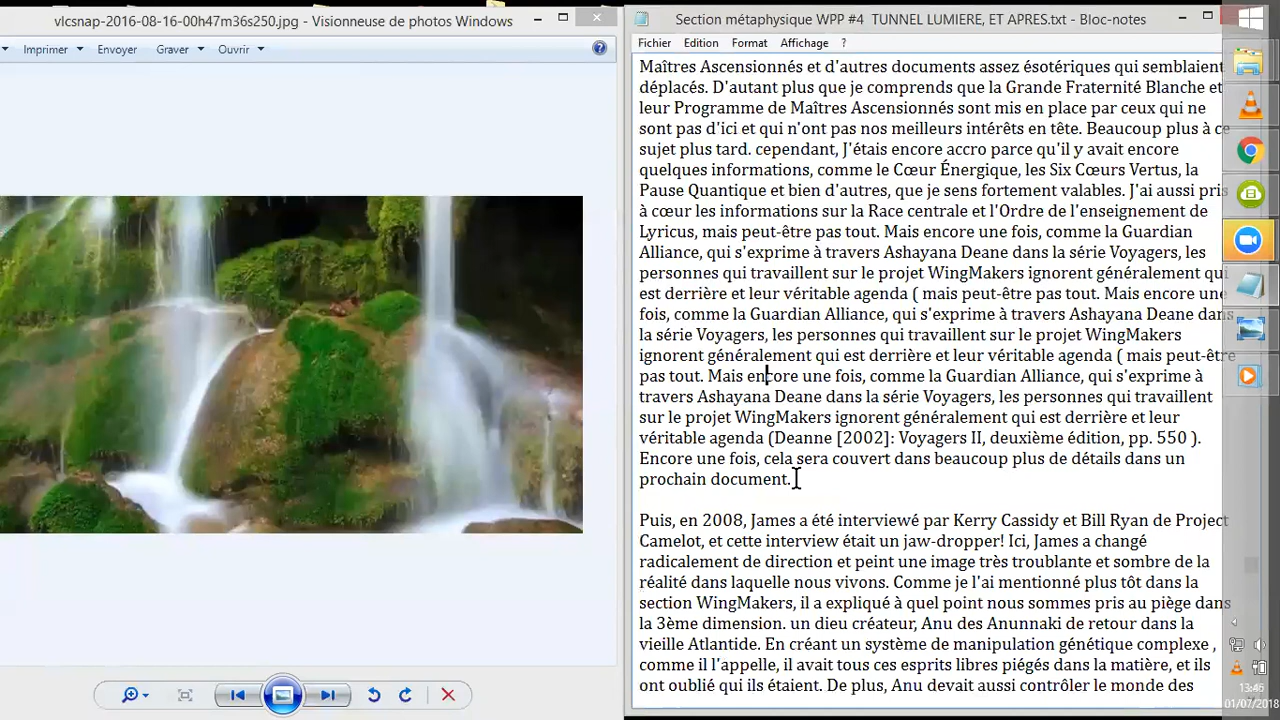 vlcsnap-2016-08-16-00h47m36s250.jpg - Visionneuse de photos Windows
Imprimer Envoyer Graver Ouvrir
Section métaphysique WPP #4 TUNNEL LUMIERE, ET APRES.txt - Bloc-notes
Fichier Edition Format Affichage ?
Maîtres Ascensionnés et d'autres documents assez ésotériques qui semblaient
déplacés. D'autant plus que je comprends que la Grande Fraternité Blanche et
leur Programme de Maîtres Ascensionnés sont mis en place par ceux qui ne
sont pas d'ici et qui n'ont pas nos meilleurs intérêts en tête. Beaucoup plus à ce
sujet plus tard. cependant, J'étais encore accro parce qu'il y avait encore
quelques informations, comme le Cœur Énergique, les Six Cœurs Vertus, la
Pause Quantique et bien d'autres, que je sens fortement valables. J'ai aussi pris
à cœur les informations sur la Race centrale et l'Ordre de l'enseignement de
Lyricus, mais peut-être pas tout. Mais encore une fois, comme la Guardian
Alliance, qui s'exprime à travers Ashayana Deane dans la série Voyagers, les
personnes qui travaillent sur le projet WingMakers ignorent généralement qui
est derrière et leur véritable agenda ( mais peut-être pas tout. Mais encore une
fois, comme la Guardian Alliance, qui s'exprime à travers Ashayana Deane dans
la série Voyagers, les personnes qui travaillent sur le projet WingMakers
ignorent généralement qui est derrière et leur véritable agenda ( mais peut-être
pas tout. Mais encore une fois, comme la Guardian Alliance, qui s'exprime à
travers Ashayana Deane dans la série Voyagers, les personnes qui travaillent
sur le projet WingMakers ignorent généralement qui est derrière et leur
véritable agenda (Deanne [2002]: Voyagers II, deuxième édition, pp. 550 ).
Encore une fois, cela sera couvert dans beaucoup plus de détails dans un
prochain document.
Puis, en 2008, James a été interviewé par Kerry Cassidy et Bill Ryan de Project
Camelot, et cette interview était un jaw-dropper! Ici, James a changé
radicalement de direction et peint une image très troublante et sombre de la
réalité dans laquelle nous vivons. Comme je l'ai mentionné plus tôt dans la
section WingMakers, il a expliqué à quel point nous sommes pris au piège dans
la 3ème dimension. un dieu créateur, Anu des Anunnaki de retour dans la
vieille Atlantide. En créant un système de manipulation génétique complexe ,
comme il l'appelle, il avait tous ces esprits libres piégés dans la matière, et ils
ont oublié qui ils étaient. De plus, Anu devait aussi contrôler le monde des
13:46
01/07/2018